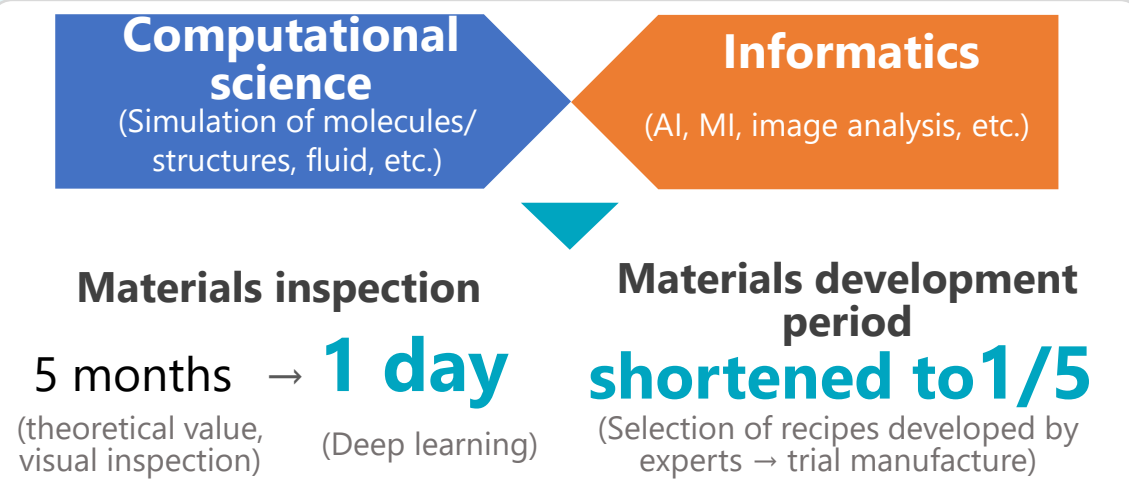 Computational
science
(Simulation of molecules/
structures, fluid, etc.)
Informatics
(AI, MI, image analysis, etc.)
Materials inspection
5 months → 1 day
(theoretical value,
visual inspection)
(Deep learning)
Materials development
period
shortened to 1/5
(Selection of recipes developed by
experts → trial manufacture)